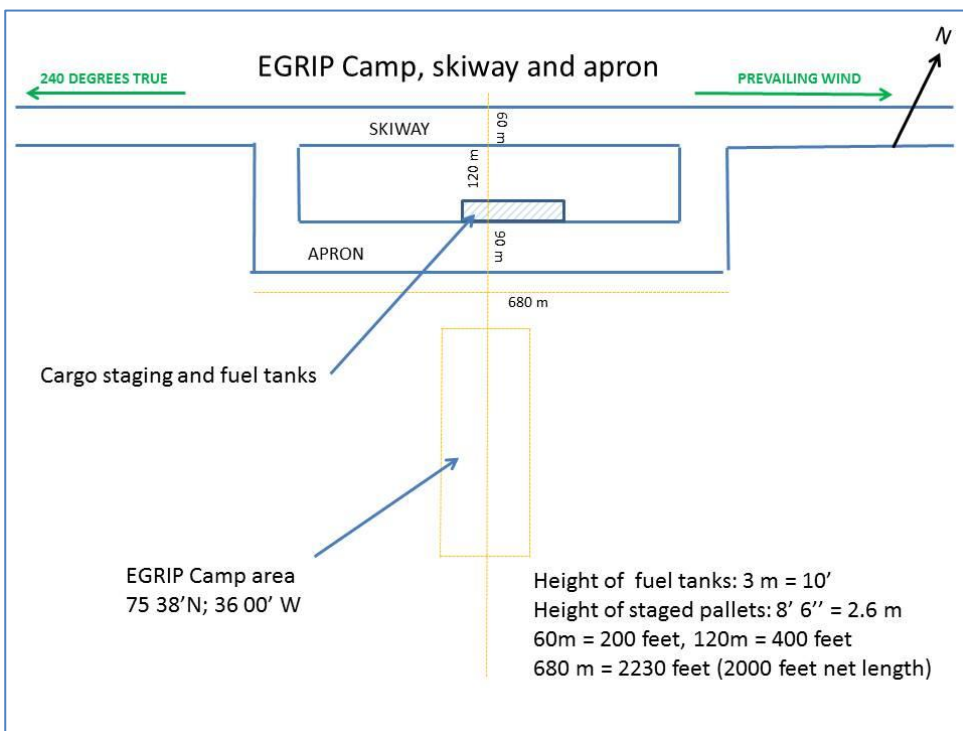 EGRIP Camp, skiway and apron
N
240 DEGREES TRUE
PREVAILING WIND
SKIWAY
60 m
120 m
90 m
APRON
680 m
Cargo staging and fuel tanks
EGRIP Camp area
75 38’N; 36 00’ W
Height of fuel tanks: 3 m = 10’
Height of staged pallets: 8’ 6’’ = 2.6 m
60m = 200 feet, 120m = 400 feet
680 m = 2230 feet (2000 feet net length)